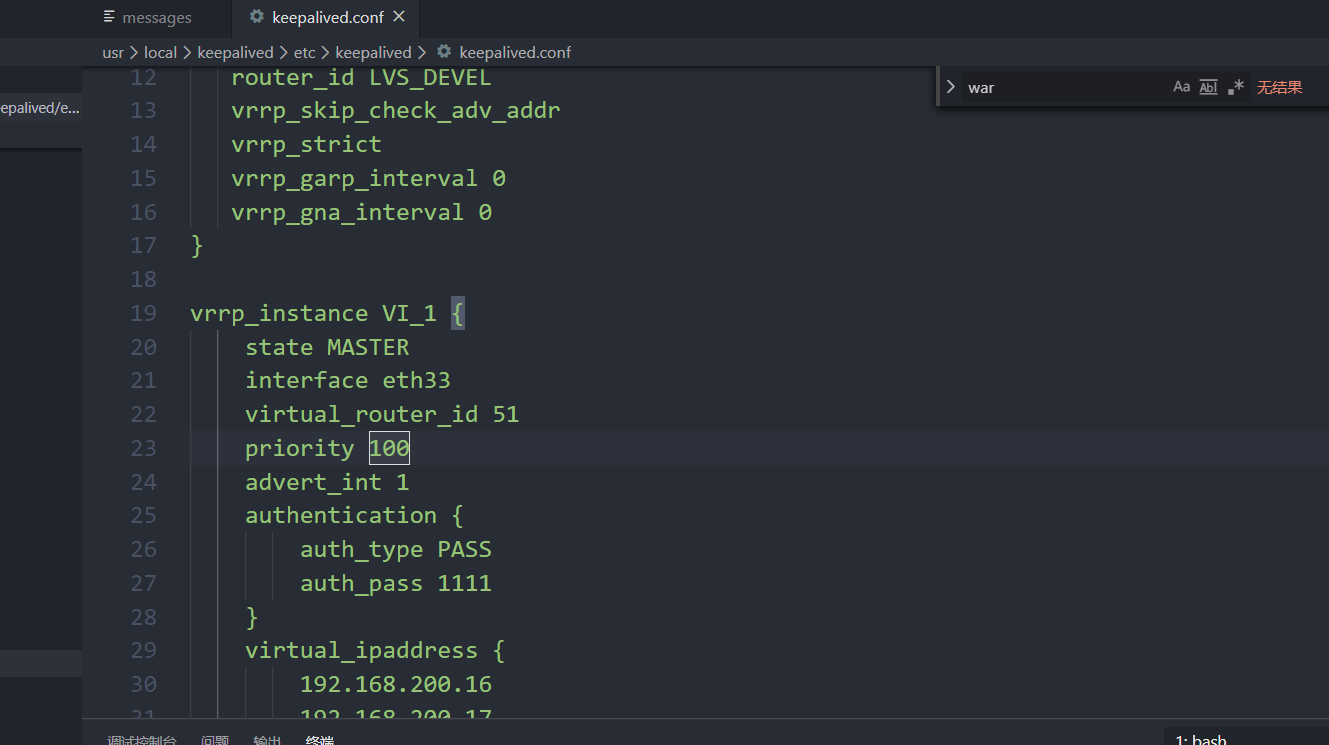 messages
keepalived.conf
usr > local > keepalived > etc > keepalived > keepalived.conf
epalived/e...
war
Aa Abl .* 无结果
12 router_id LVS_DEVEL
13 vrrp_skip_check_adv_addr
14 vrrp_strict
15 vrrp_garp_interval 0
16 vrrp_gna_interval 0
17 }
18
19 vrrp_instance VI_1 {
20 state MASTER
21 interface eth33
22 virtual_router_id 51
23 priority 100
24 advert_int 1
25 authentication {
26 auth_type PASS
27 auth_pass 1111
28 }
29 virtual_ipaddress {
30 192.168.200.16
31 192.168.200.17
调试控制台 问题 输出 终端
1: bash